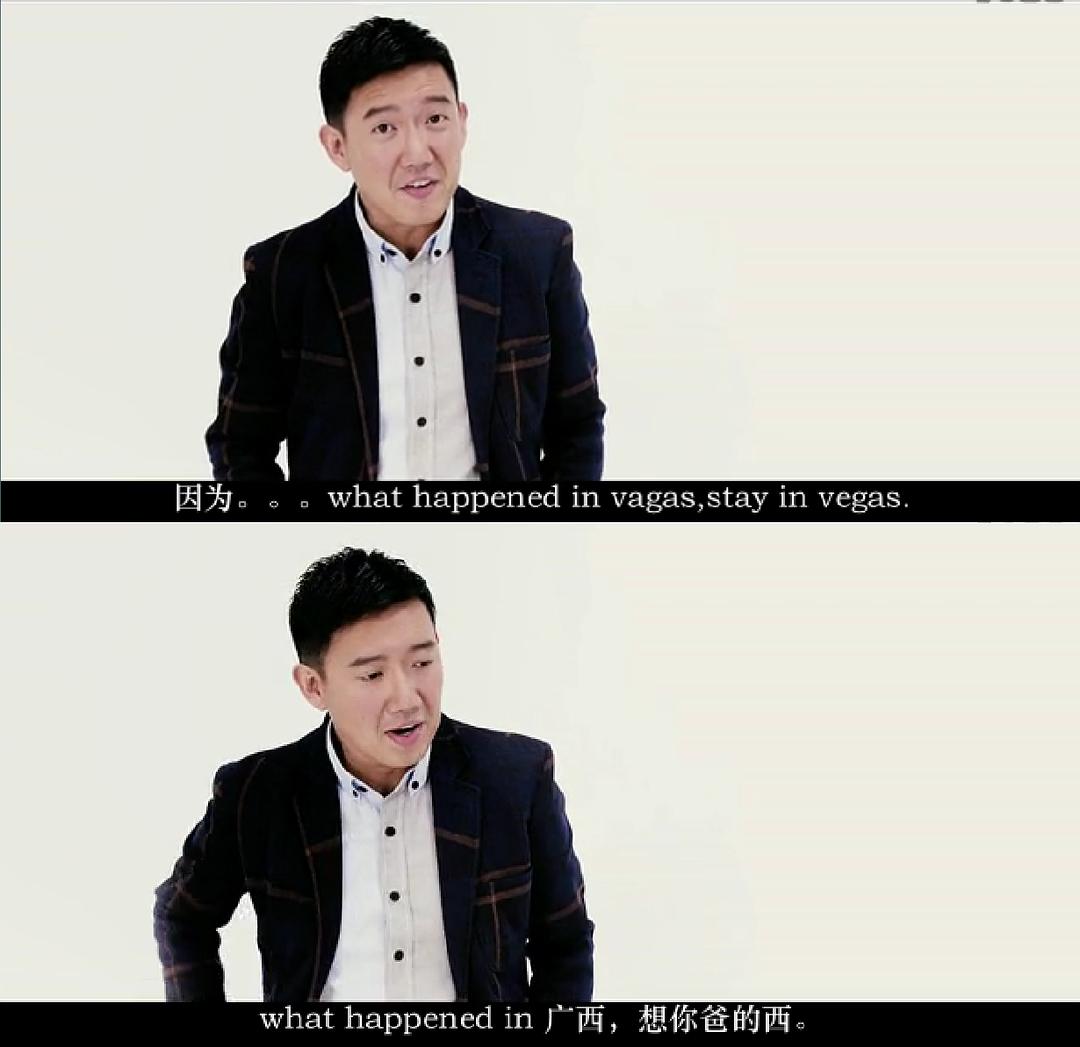 因为。。。what happened in vagas,stay in vegas.
what happened in 广西，想你爸的西。